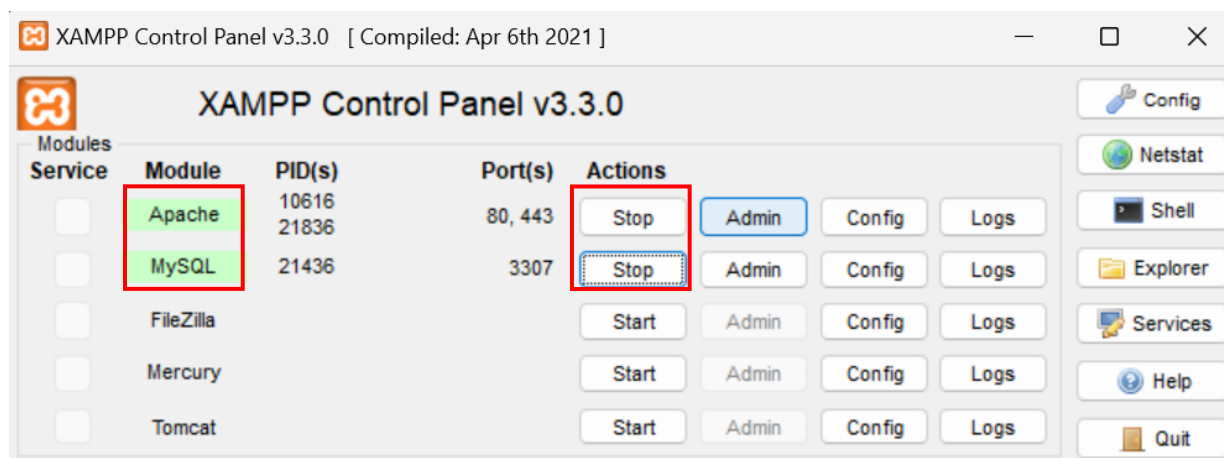 XAMPP Control Panel v3.3.0 [ Compiled: Apr 6th 2021 ]
XAMPP Control Panel v3.3.0
Config
Modules
Netstat
Service Module PID(s) Port(s) Actions
Apache 10616 21836 80, 443 Stop Admin Config Logs
Shell
MySQL 21436 3307 Stop Admin Config Logs
Explorer
FileZilla Start Admin Config Logs
Services
Mercury Start Admin Config Logs
Help
Tomcat Start Admin Config Logs
Quit